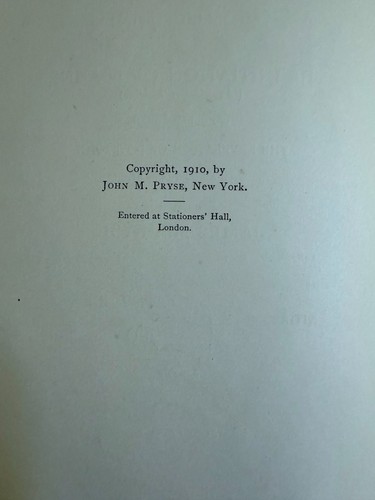 Copyright, 1910, by
John M. Pryse, New York.
Entered at Stationers' Hall,
London.